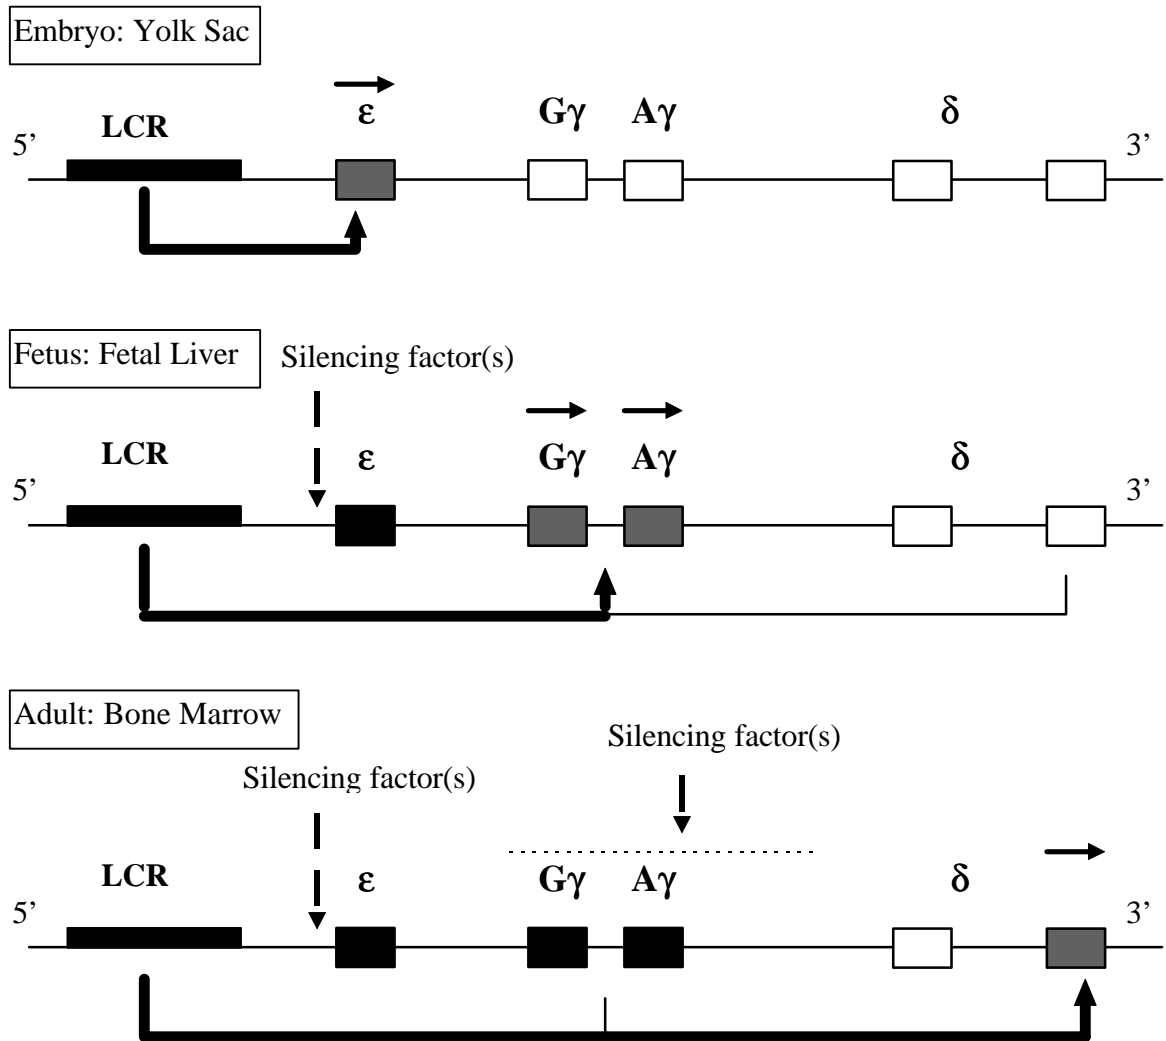 Embryo: Yolk Sac
ε Gγ Aγ δ
LCR
5’ 3’
Fetus: Fetal Liver Silencing factor(s)
LCR ε Gγ Aγ δ
5’ 3’
Adult: Bone Marrow
Silencing factor(s)
Silencing factor(s)
LCR ε Gγ Aγ δ
5’ 3’